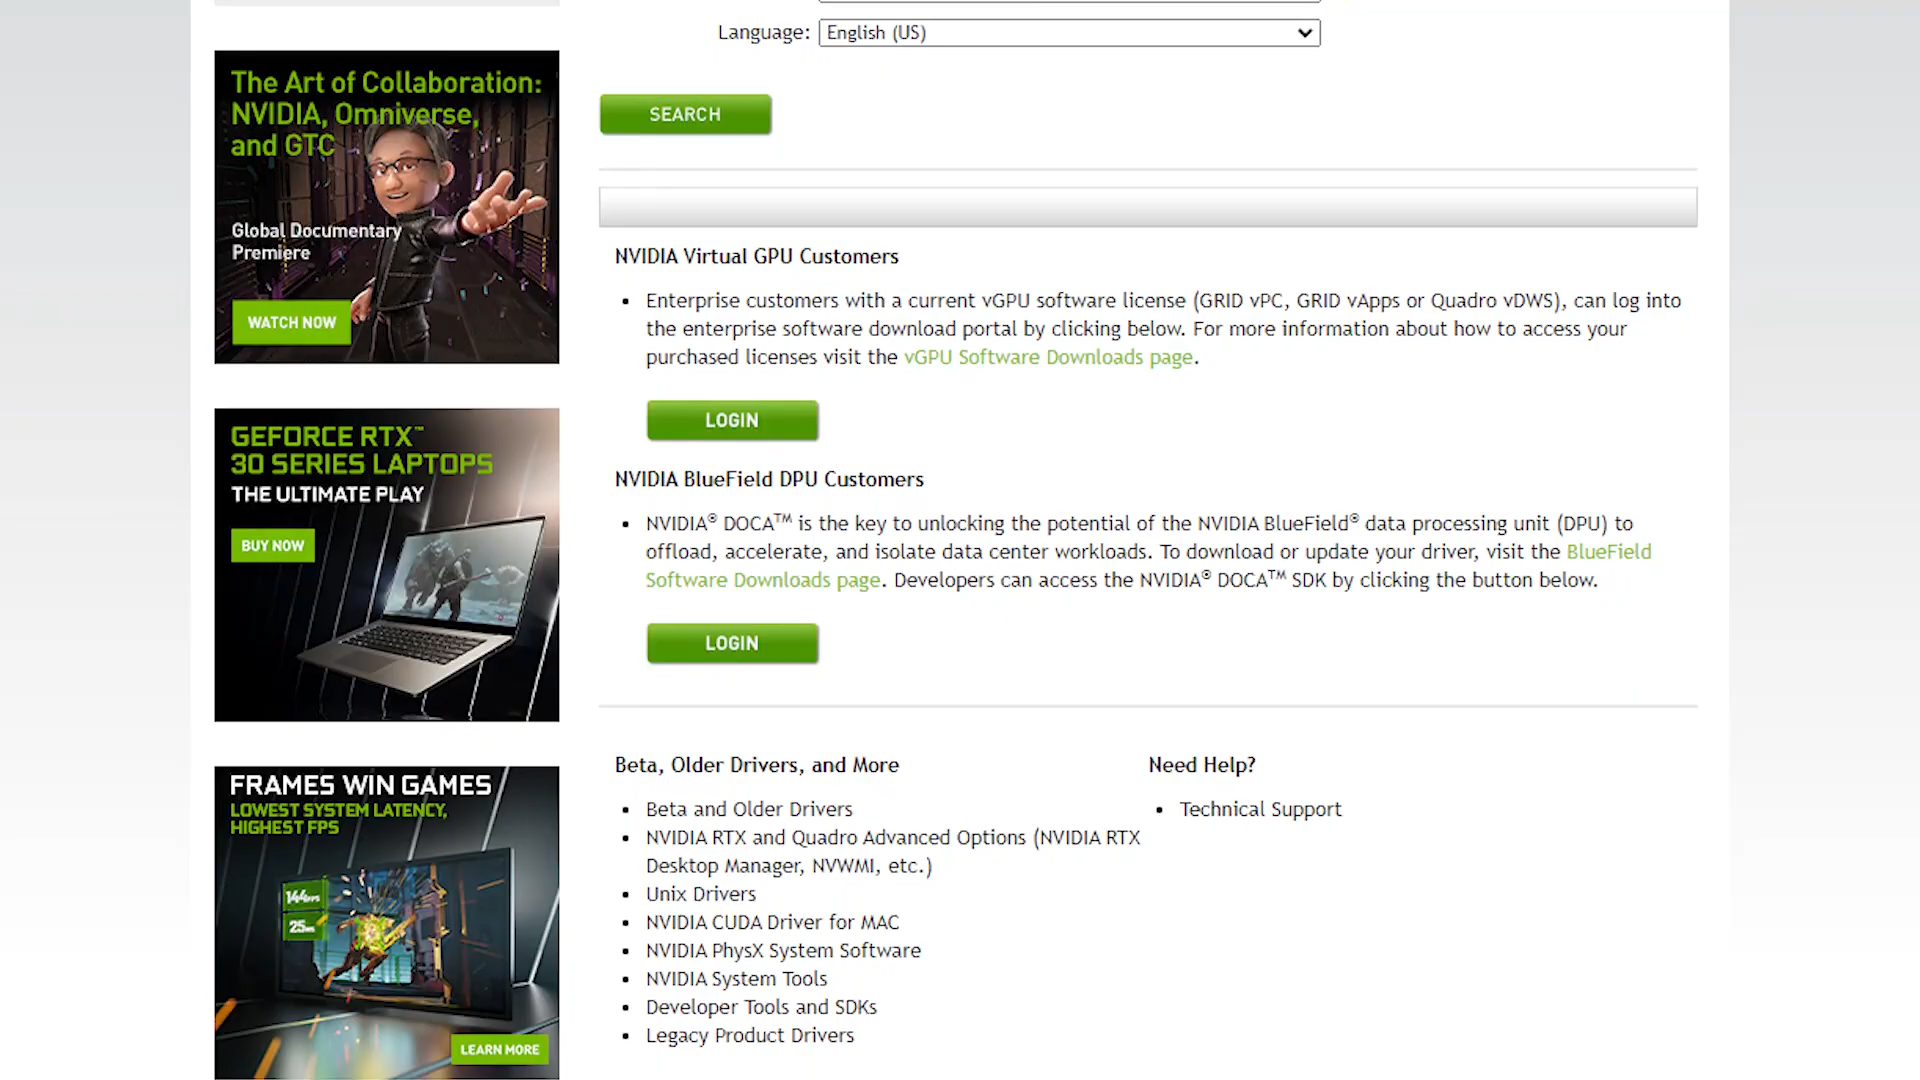 Language: English (US)
SEARCH
The Art of Collaboration:
NVIDIA, Omniverse,
and GTC
Global Documentary
Premiere
WATCH NOW
GEFORCE RTX™
30 SERIES LAPTOPS
THE ULTIMATE PLAY
BUY NOW
FRAMES WIN GAMES
LOWEST SYSTEM LATENCY,
HIGHEST FPS
144FPS
25MS
LEARN MORE
NVIDIA Virtual GPU Customers
• Enterprise customers with a current vGPU software license (GRID vPC, GRID vApps or Quadro vDWS), can log into
the enterprise software download portal by clicking below. For more information about how to access your
purchased licenses visit the vGPU Software Downloads page.
LOGIN
NVIDIA BlueField DPU Customers
• NVIDIA® DOCA™ is the key to unlocking the potential of the NVIDIA BlueField® data processing unit (DPU) to
offload, accelerate, and isolate data center workloads. To download or update your driver, visit the BlueField
Software Downloads page. Developers can access the NVIDIA® DOCA™ SDK by clicking the button below.
LOGIN
Beta, Older Drivers, and More
• Beta and Older Drivers
• NVIDIA RTX and Quadro Advanced Options (NVIDIA RTX
Desktop Manager, NVWMI, etc.)
• Unix Drivers
• NVIDIA CUDA Driver for MAC
• NVIDIA PhysX System Software
• NVIDIA System Tools
• Developer Tools and SDKs
• Legacy Product Drivers
Need Help?
• Technical Support